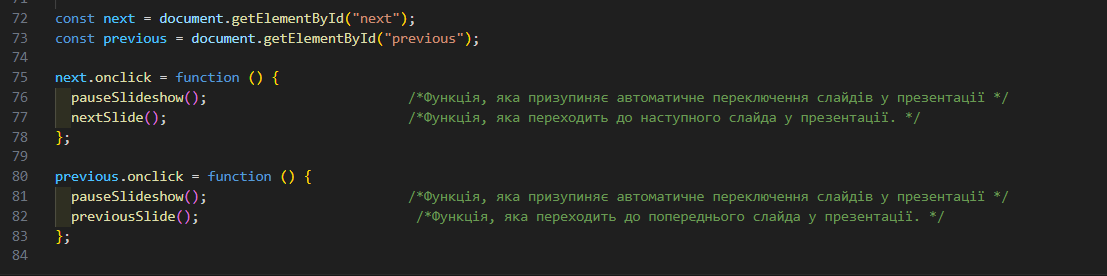 72 const next = document.getElementById("next");
73 const previous = document.getElementById("previous");
74
75 next.onclick = function () {
76 pauseSlideshow(); /*Функція, яка призупиняє автоматичне переключення слайдів у презентації */
77 nextSlide(); /*Функція, яка переходить до наступного слайда у презентації. */
78 };
79
80 previous.onclick = function () {
81 pauseSlideshow(); /*Функція, яка призупиняє автоматичне переключення слайдів у презентації */
82 previousSlide(); /*Функція, яка переходить до попереднього слайда у презентації. */
83 };
84